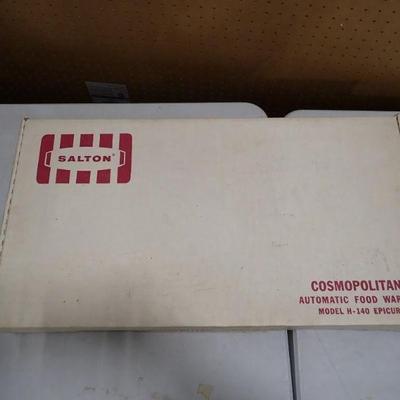 SALTON®
COSMOPOLITAN
AUTOMATIC FOOD WAR
MODEL H-140 EPICUR